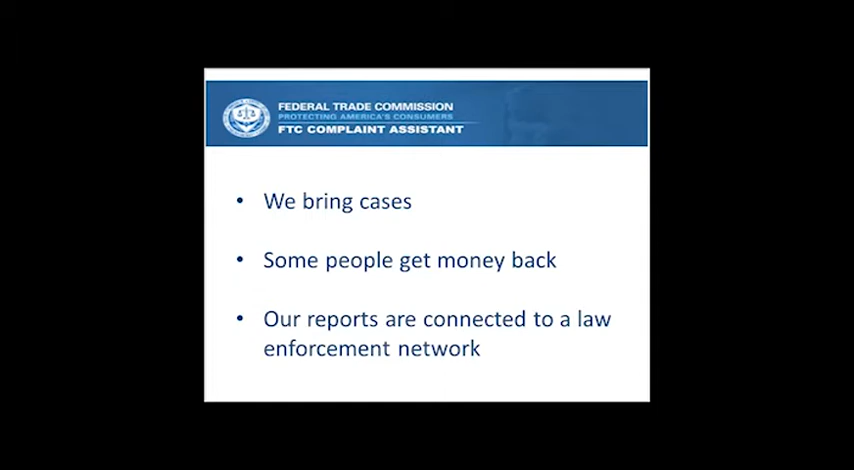 FEDERAL TRADE COMMISSION
PROTECTING AMERICA'S CONSUMERS
FTC COMPLAINT ASSISTANT
• We bring cases
• Some people get money back
• Our reports are connected to a law
enforcement network